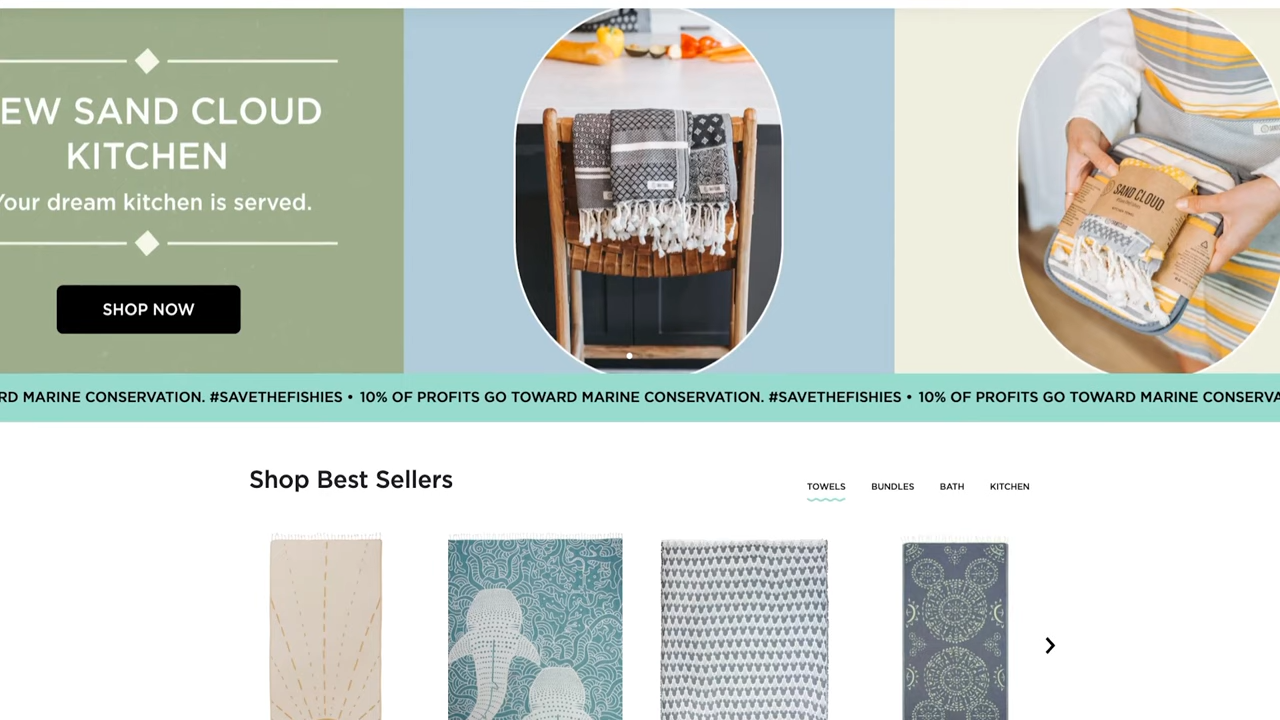 EW SAND CLOUD
KITCHEN
Your dream kitchen is served.
SHOP NOW
SAND CLOUD
RD MARINE CONSERVATION. #SAVETHEFISHIES • 10% OF PROFITS GO TOWARD MARINE CONSERVATION. #SAVETHEFISHIES • 10% OF PROFITS GO TOWARD MARINE CONSERVA
Shop Best Sellers
TOWELS BUNDLES BATH KITCHEN